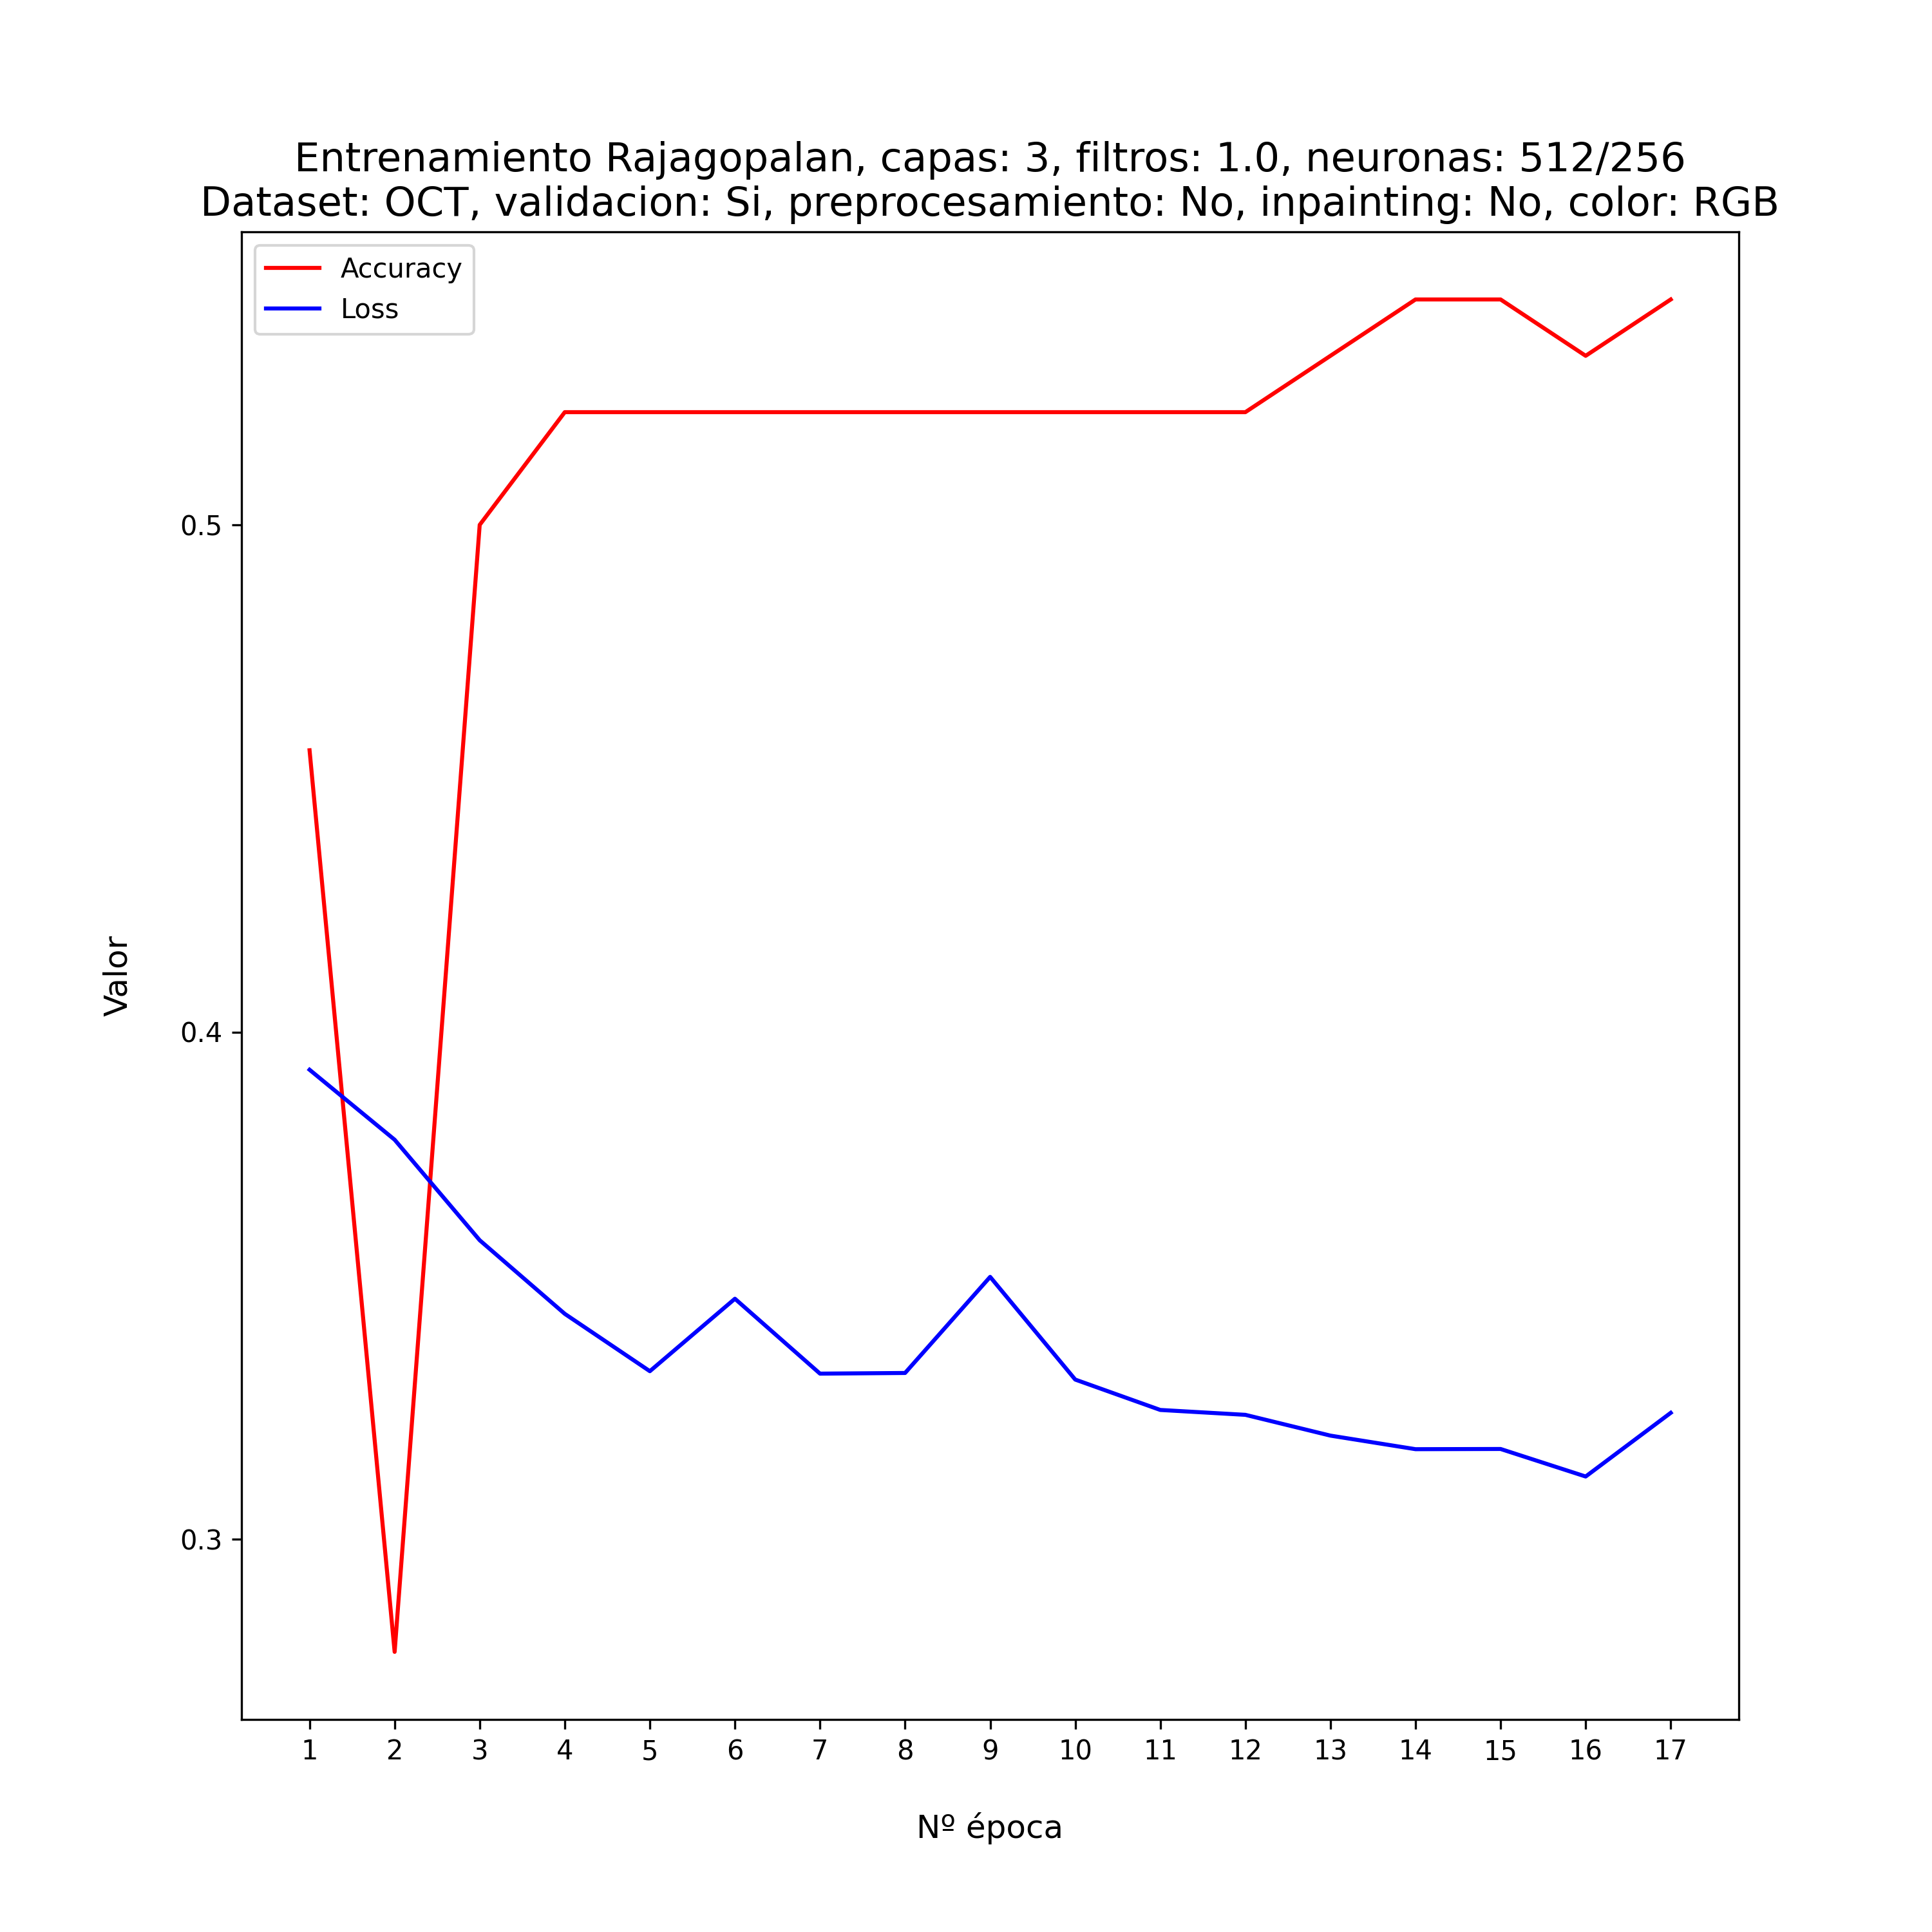 Entrenamiento Rajagopalan, capas: 3, filtros: 1.0, neuronas: 512/256
Dataset: OCT, validacion: Si, preprocesamiento: No, inpainting: No, color: RGB
Accuracy
Loss
Valor
0.5
0.4
0.3
1 2 3 4 5 6 7 8 9 10 11 12 13 14 15 16 17
Nº época